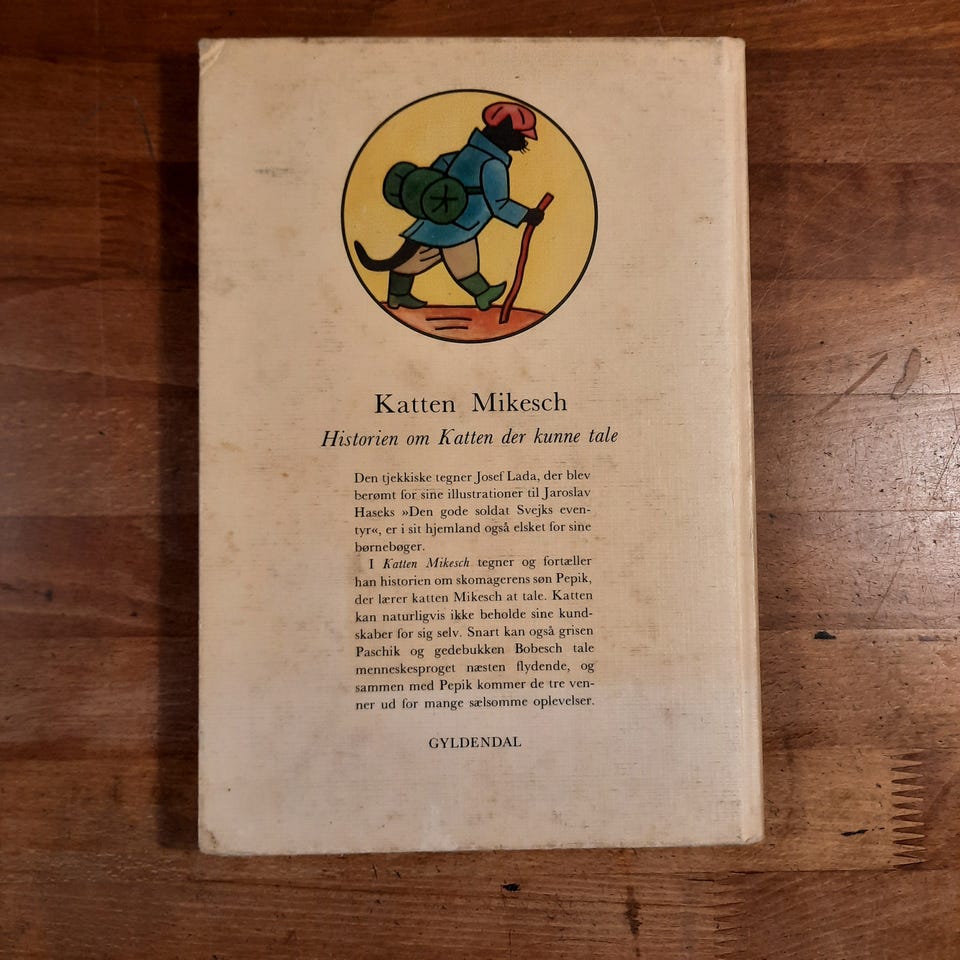 Katten Mikesch
Historien om Katten der kunne tale
Den tjekkiske tegner Josef Lada, der blev
berømt for sine illustrationer til Jaroslav
Haseks »Den gode soldat Svejks even-
tyr«, er i sit hjemland også elsket for sine
børnebøger.
I Katten Mikesch tegner og fortæller
han historien om skomagerens søn Pepik,
der lærer katten Mikesch at tale. Katten
kan naturligvis ikke beholde sine kund-
skaber for sig selv. Snart kan også grisen
Paschik og gedebukken Bobesch tale
menneskesproget næsten flydende, og
sammen med Pepik kommer de tre ven-
ner ud for mange sælsomme oplevelser.
GYLDENDAL